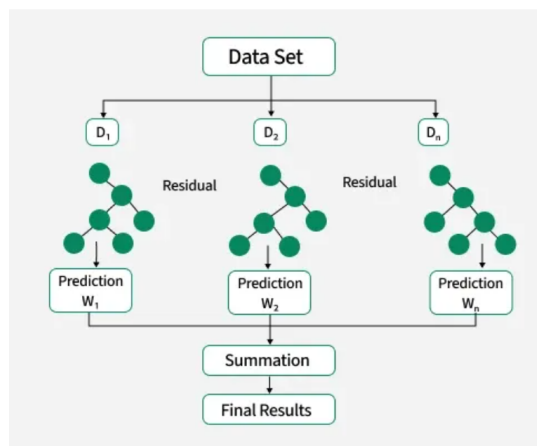 Data Set
D₁
D₂
Dₙ
Residual
Residual
Prediction
W₁
Prediction
W₂
Prediction
Wₙ
Summation
Final Results